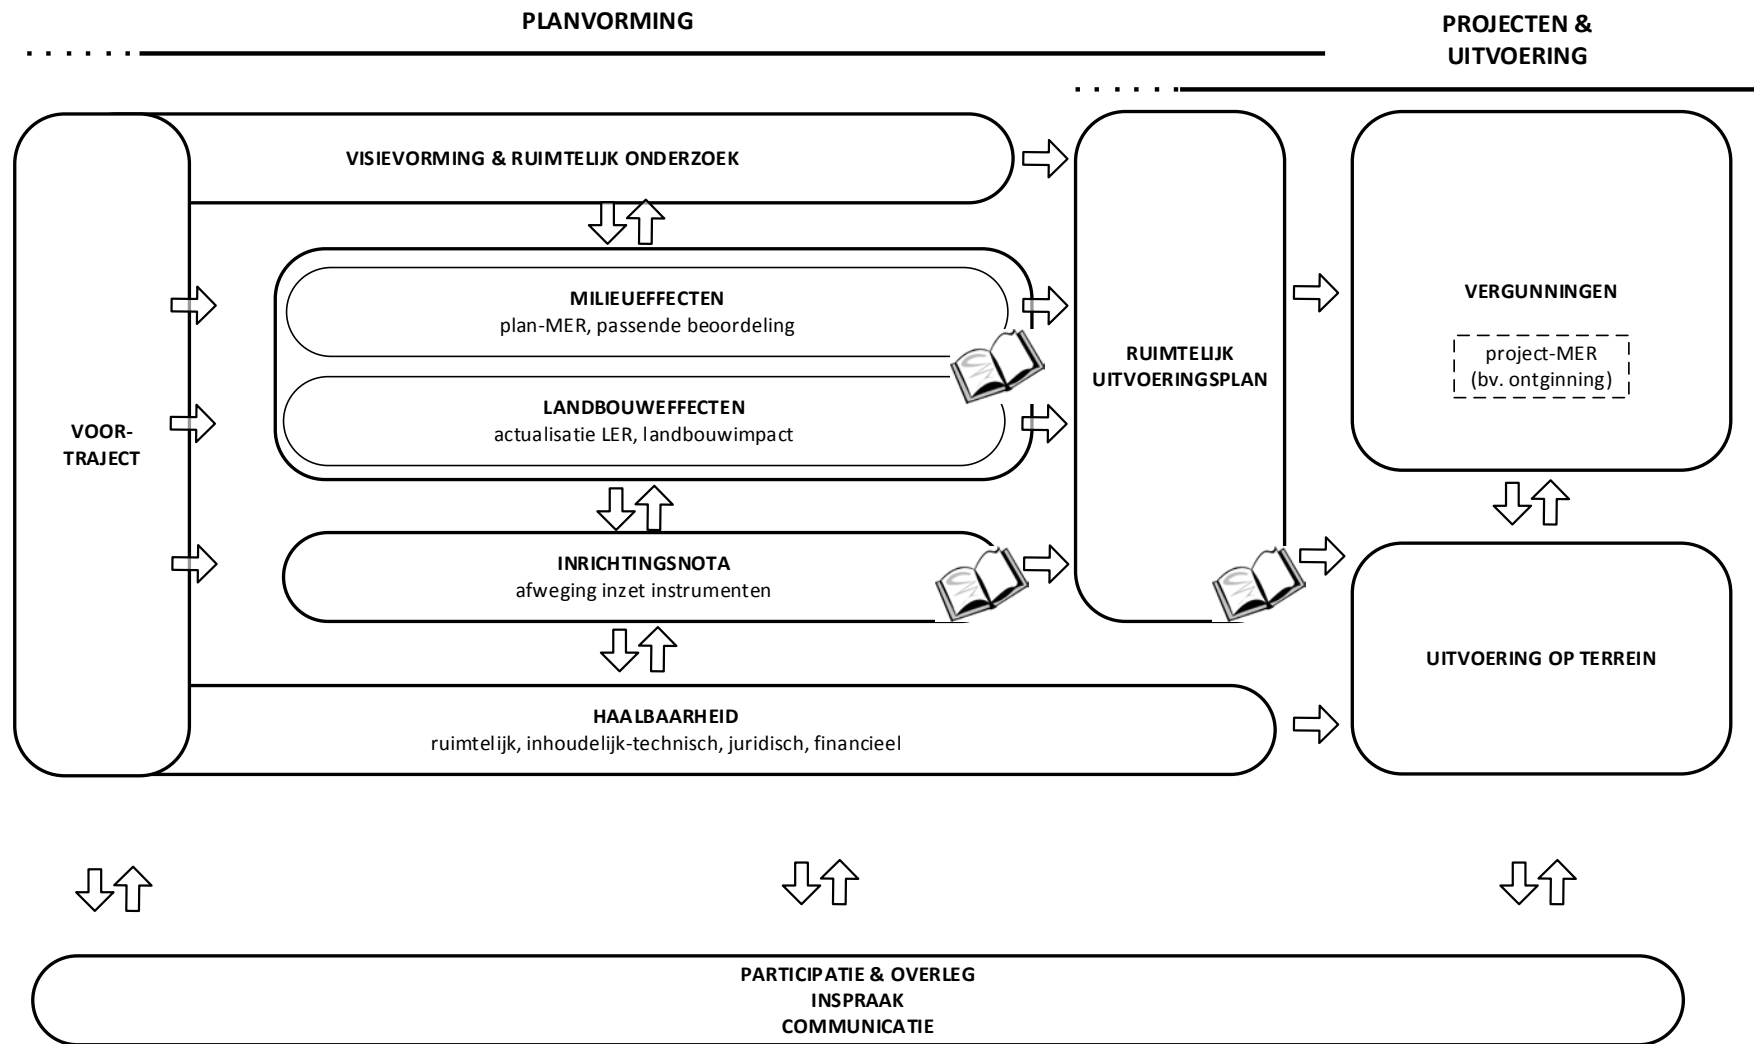 PLANVORMING
PROJECTEN &
UITVOERING
VISIEVORMING & RUIMTELIJK ONDERZOEK
MILIEUEFFECTEN
plan-MER, passende beoordeling
LANDBOUWEFFECTEN
actualisatie LER, landbouwimpact
VOOR-
TRAJECT
INRICHTINGSNOTA
afweging inzet instrumenten
HAALBAARHEID
ruimtelijk, inhoudelijk-technisch, juridisch, financieel
RUIMTELIJK
UITVOERINGSPLAN
VERGUNNINGEN
project-MER
(bv. ontginning)
UITVOERING OP TERREIN
PARTICIPATIE & OVERLEG
INSPRAAK
COMMUNICATIE